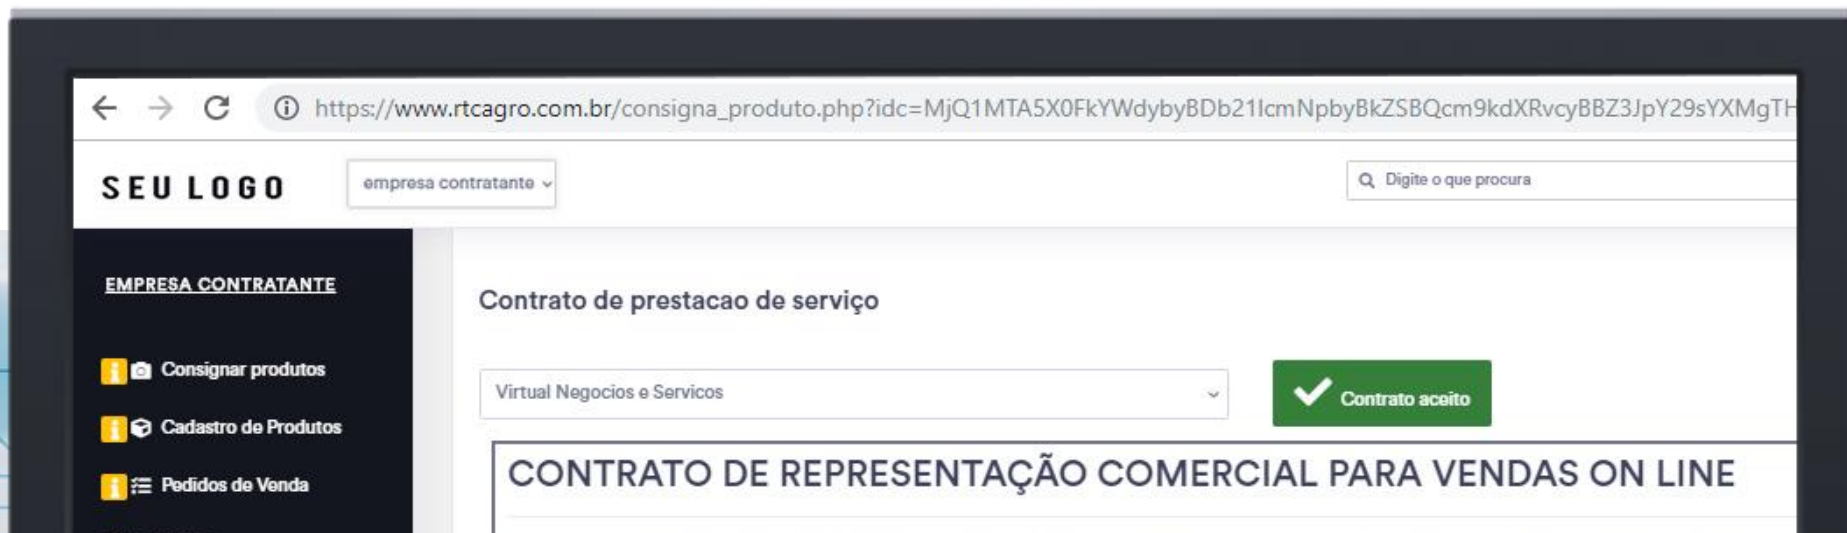 https://www.rtcagro.com.br/consigna_produto.php?idc=MjQ1MTA5X0FkYWdybyBDb21lcmNpbyBkZSBQcm9kdXRvcyBBZ3JpY29sYXMgTH
SEU LOGO
empresa contratante
Digite o que procura
EMPRESA CONTRATANTE
Contrato de prestacao de serviço
Consignar produtos
Virtual Negocios e Servicos
Contrato aceito
Cadastro de Produtos
CONTRATO DE REPRESENTAÇÃO COMERCIAL PARA VENDAS ON LINE
Pedidos de Venda